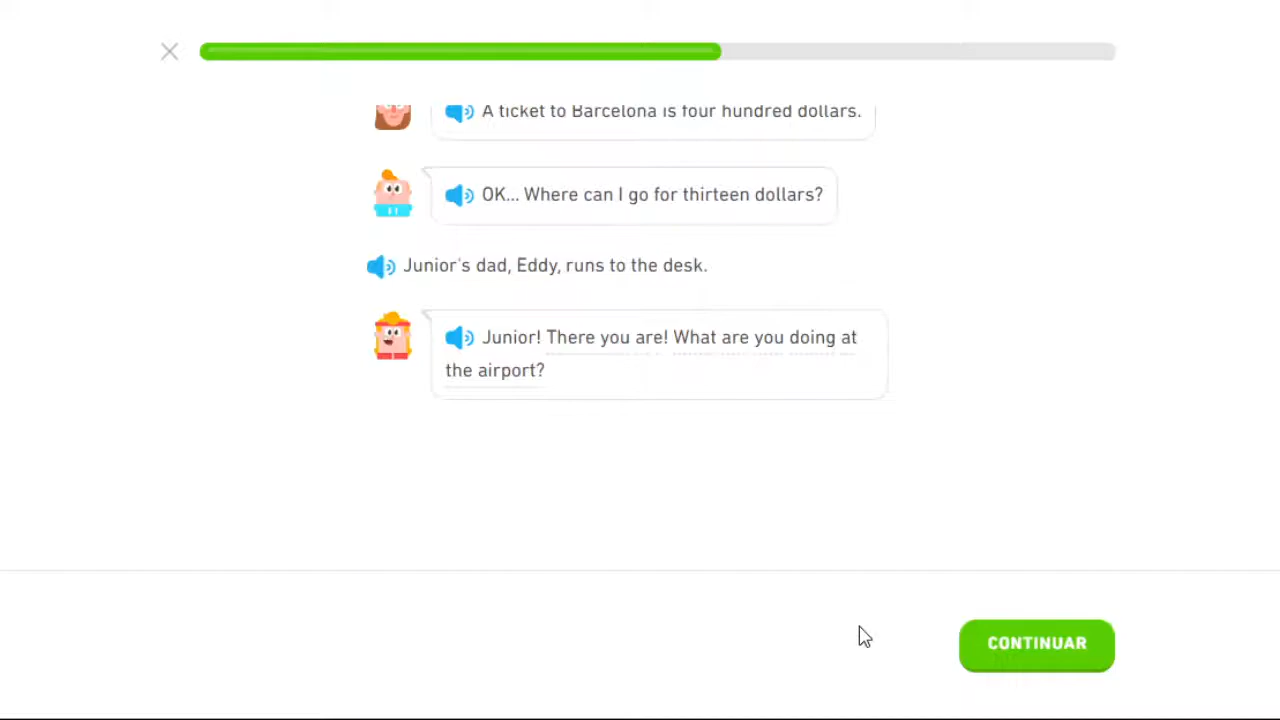 A ticket to Barcelona is four hundred dollars.
OK... Where can I go for thirteen dollars?
Junior's dad, Eddy, runs to the desk.
Junior! There you are! What are you doing at
the airport?
CONTINUAR